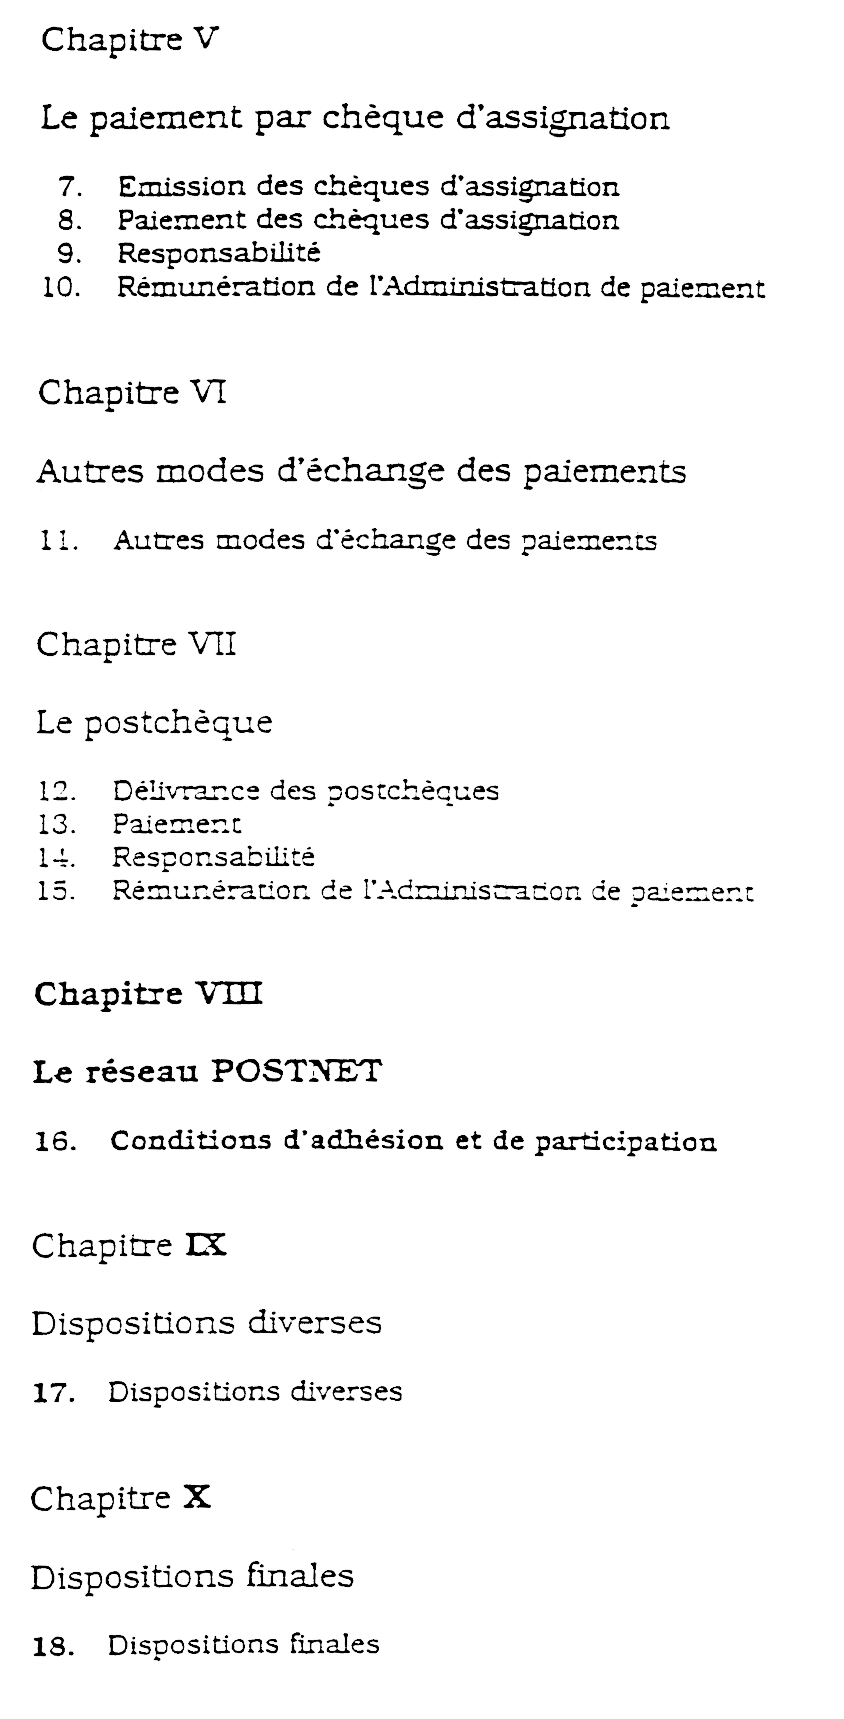 Chapitre V
Le paiement par chèque d'assignation
7. Emission des chèques d'assignation
8. Paiement des chèques d'assignation
9. Responsabilité
10. Rémunération de l'Administration de paiement
Chapitre VI
Autres modes d'échange des paiements
11. Autres modes d'échange des paiements
Chapitre VII
Le postchèque
12. Délivrance des postchèques
13. Paiement
14. Responsabilité
15. Rémunération de l'Administration de paiement
Chapitre VIII
Le réseau POSTNET
16. Conditions d'adhésion et de participation
Chapitre IX
Dispositions diverses
17. Dispositions diverses
Chapitre X
Dispositions finales
18. Dispositions finales